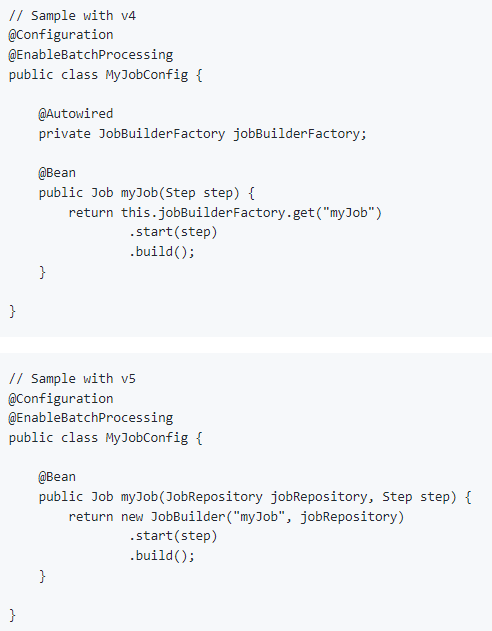 // Sample with v4
@Configuration
@EnableBatchProcessing
public class MyJobConfig {
@Autowired
private JobBuilderFactory jobBuilderFactory;
@Bean
public Job myJob(Step step) {
return this.jobBuilderFactory.get("myJob")
.start(step)
.build();
}
}
// Sample with v5
@Configuration
@EnableBatchProcessing
public class MyJobConfig {
@Bean
public Job myJob(JobRepository jobRepository, Step step) {
return new JobBuilder("myJob", jobRepository)
.start(step)
.build();
}
}